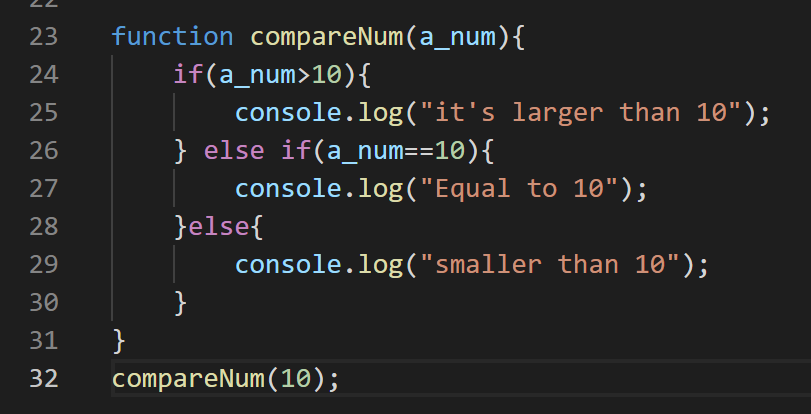 22
23 function compareNum(a_num){
24 if(a_num>10){
25 console.log("it's larger than 10");
26 } else if(a_num==10){
27 console.log("Equal to 10");
28 }else{
29 console.log("smaller than 10");
30 }
31 }
32 compareNum(10);